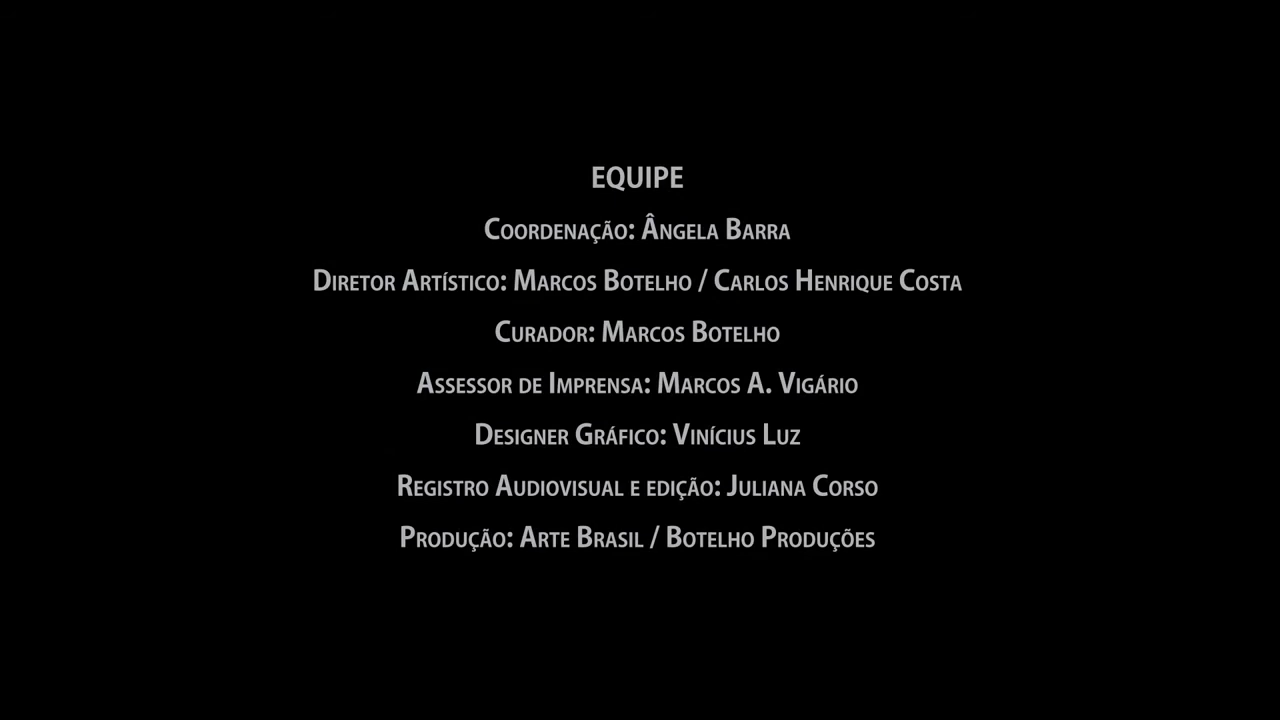 EQUIPE
Coordenação: Ângela Barra
Diretor Artístico: Marcos Botelho / Carlos Henrique Costa
Curador: Marcos Botelho
Assessor de Imprensa: Marcos A. Vigário
Designer Gráfico: Vinícius Luz
Registro Audiovisual e edição: Juliana Corso
Produção: Arte Brasil / Botelho Produções